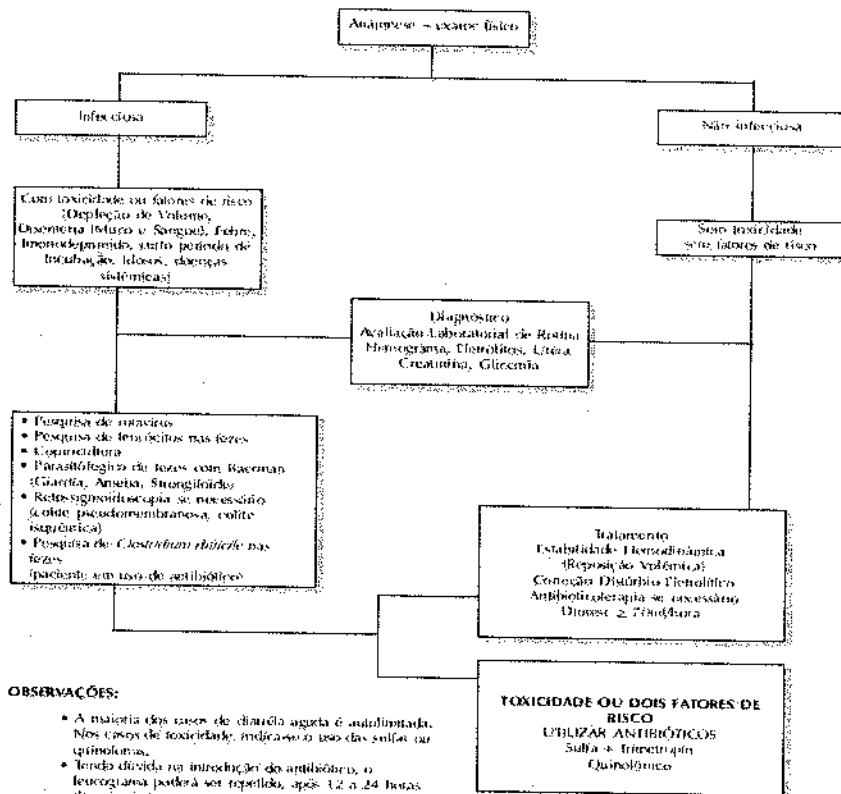 Anamnese – exame físico
Infecciosa
Não infecciosa
Com toxicidade ou fatores de risco
(Depleção de Volume,
Disenteria (Muco e Sangue), Febre,
Imunodeprimido, curto período de
Incubação, Idosos, doenças
sistêmicas)
Sem toxicidade
sem fatores de risco
Diagnóstico
Avaliação Laboratorial de Rotina
Hemograma, Eletrólitos, Uréia
Creatinina, Glicemia
• Pesquisa de rotavírus
• Pesquisa de leucócitos nas fezes
• Coprocultura
• Parasitológico de fezes com Baerman
(Giardia, Ameba, Strongiloide)
• Retossigmoidoscopia se necessário
(colite pseudomembranosa, colite
isquêmica)
• Pesquisa de Clostridium dificile nas
fezes
(paciente em uso de antibiótico)
Tratamento
Estabilidade Hemodinâmica
(Reposição Volêmica)
Correção Distúrbio Eletrolítico
Antibioticoterapia se necessário
Diurese ≥ 70ml/hora
TOXICIDADE OU DOIS FATORES DE
RISCO
UTILIZAR ANTIBIÓTICOS
Sulfa + Trimetropin
Quinolônico
OBSERVAÇÕES:
• A maioria dos casos de diarréia aguda é autolimitada.
Nos casos de toxicidade, indica-se o uso das sulfas ou
quinolonas.
• Tendo dúvida na introdução do antibiótico, o
leucograma poderá ser repetido, após 12 a 24 horas